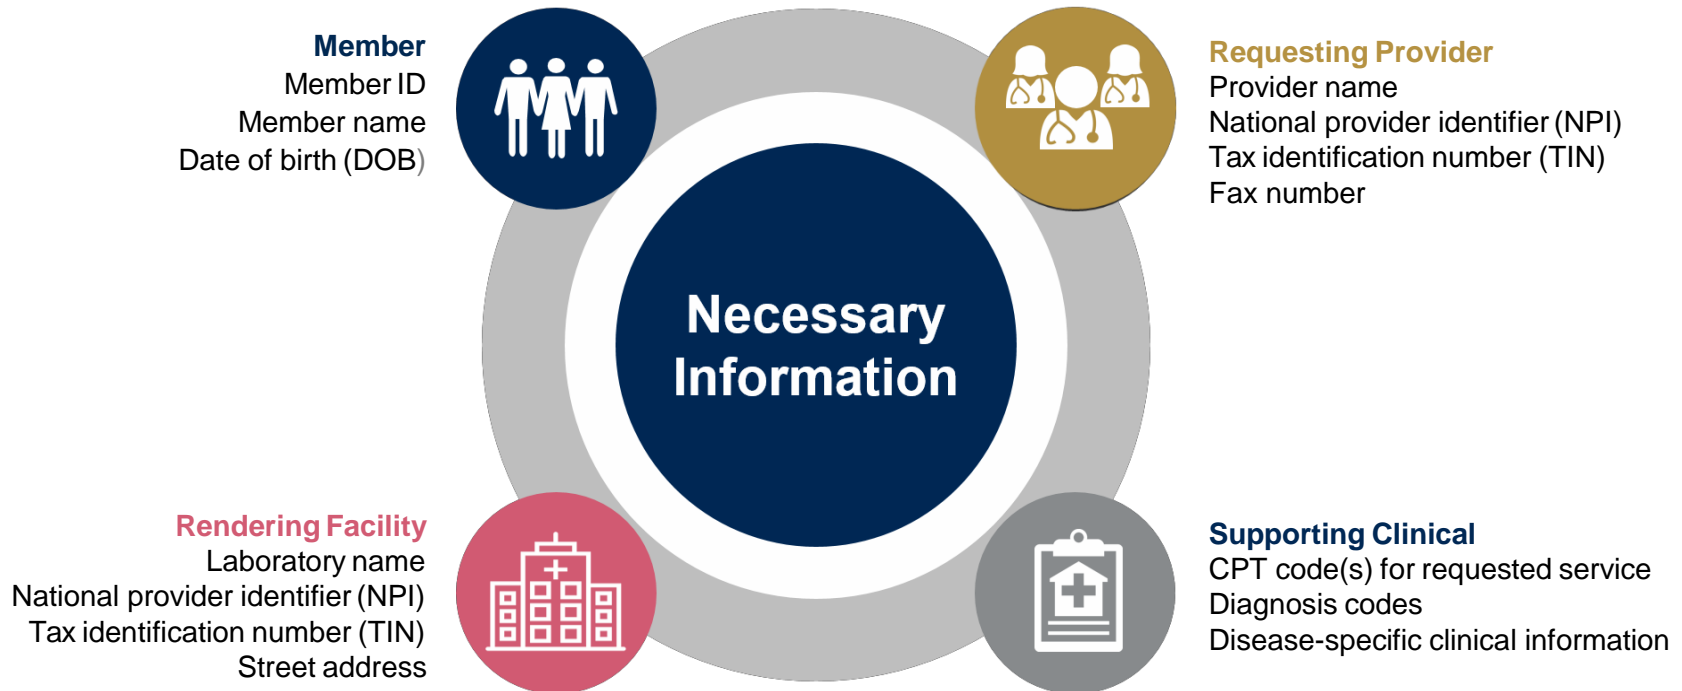 Member
Member ID
Member name
Date of birth (DOB)
Requesting Provider
Provider name
National provider identifier (NPI)
Tax identification number (TIN)
Fax number
Necessary
Information
Rendering Facility
Laboratory name
National provider identifier (NPI)
Tax identification number (TIN)
Street address
Supporting Clinical
CPT code(s) for requested service
Diagnosis codes
Disease-specific clinical information